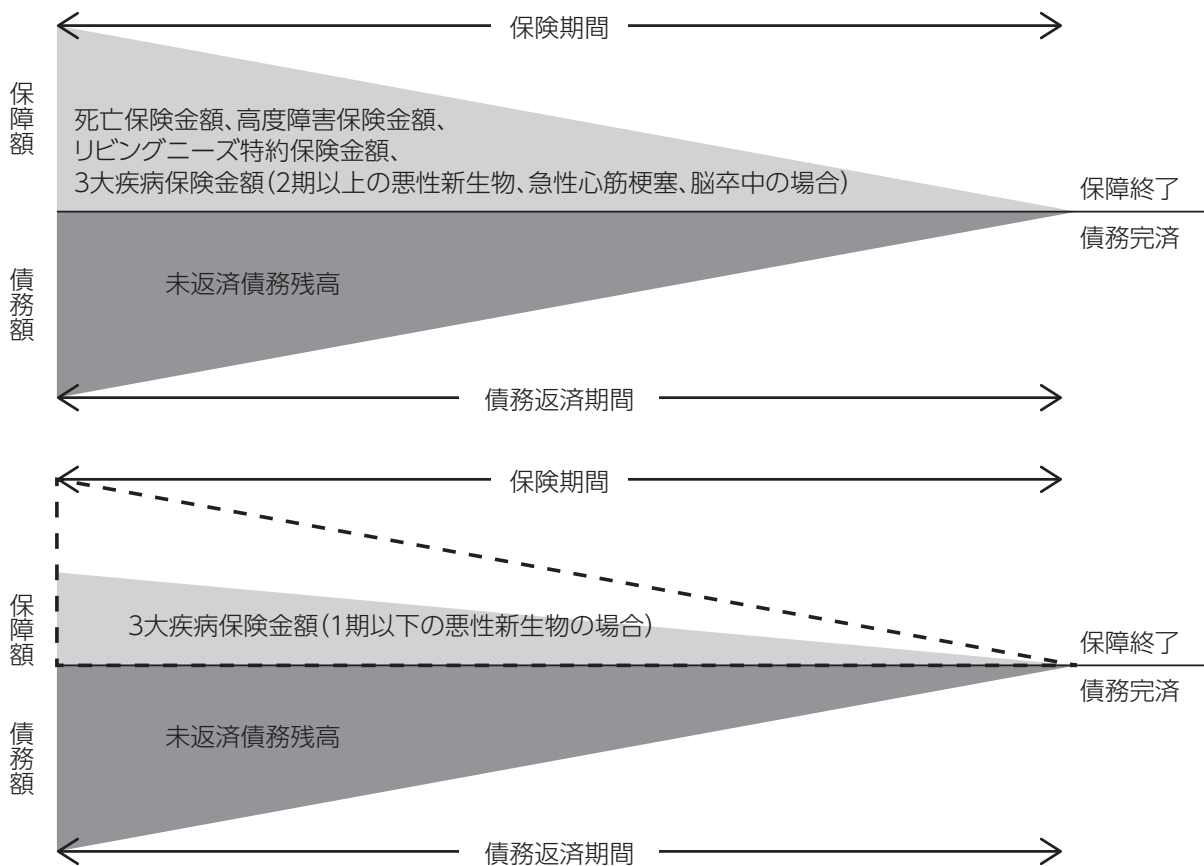 保険期間
保障額
死亡保険金額、高度障害保険金額、
リビングニーズ特約保険金額、
3大疾病保険金額(2期以上の悪性新生物、急性心筋梗塞、脳卒中の場合)
保障終了
債務完済
債務額
未返済債務残高
債務返済期間
保険期間
保障額
3大疾病保険金額(1期以下の悪性新生物の場合)
保障終了
債務完済
債務額
未返済債務残高
債務返済期間